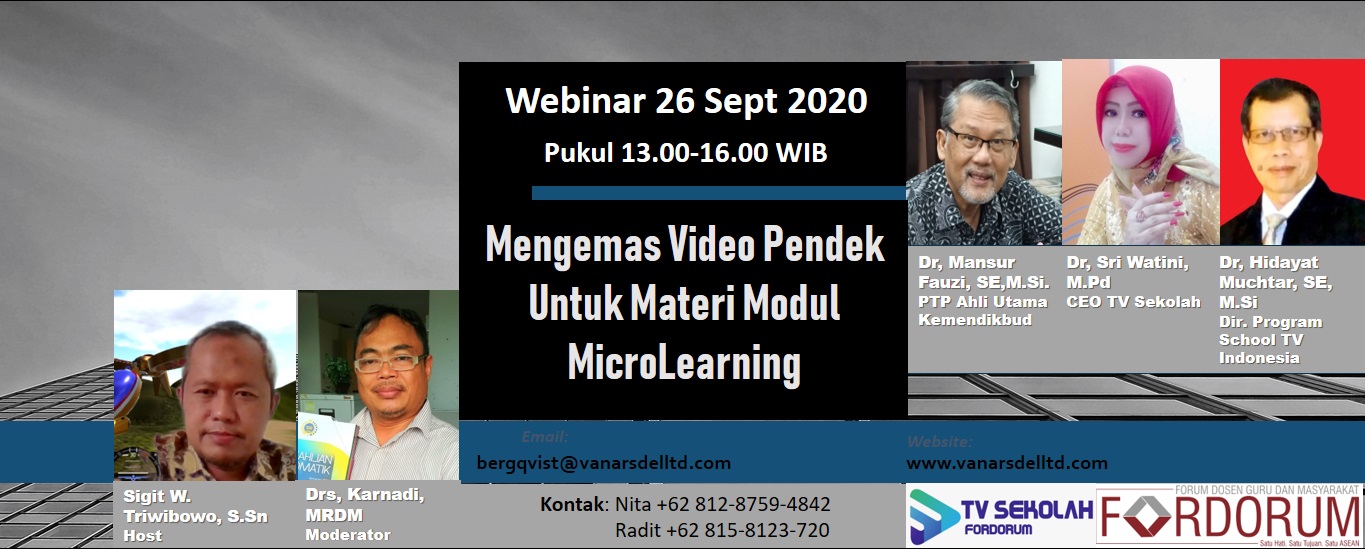 Webinar 26 Sept 2020
Pukul 13.00-16.00 WIB
Mengemas Video Pendek
Untuk Materi Modul
MicroLearning
Dr, Mansur
Fauzi, SE,M.Si.
PTP Ahli Utama
Kemendikbud
Dr, Sri Watini,
M.Pd
CEO TV Sekolah
Dr, Hidayat
Muchtar, SE,
M.Si
Dir. Program
School TV
Indonesia
Sigit W.
Triwibowo, S.Sn
Host
AHLIAN
OMATIK
Drs, Karnadi,
MRDM
Moderator
Email:
bergqvist@vanarsdelltd.com
Website:
www.vanarsdelltd.com
Kontak: Nita +62 812-8759-4842
Radit +62 815-8123-720
TV SEKOLAH
FORDORUM
FORUM DOSEN GURU DAN MASYARAKAT
FORDORUM
Satu Hati. Satu Tujuan. Satu ASEAN